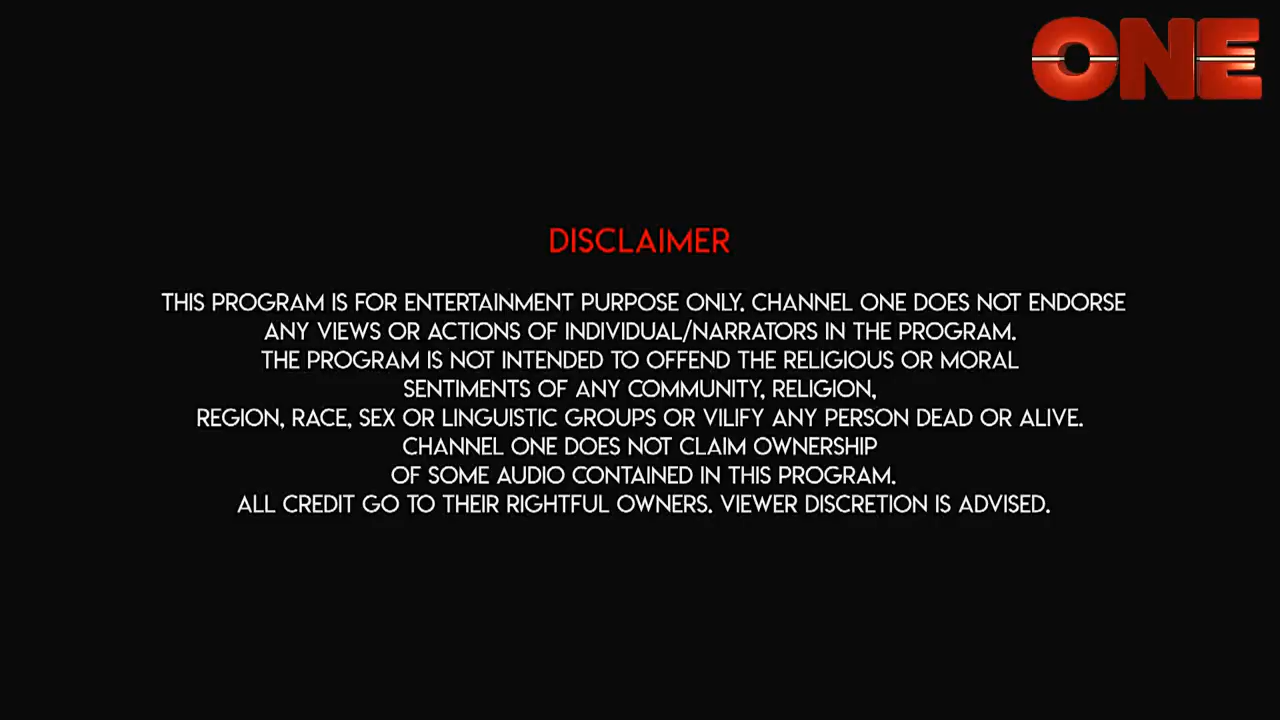 ONE
DISCLAIMER
THIS PROGRAM IS FOR ENTERTAINMENT PURPOSE ONLY. CHANNEL ONE DOES NOT ENDORSE
ANY VIEWS OR ACTIONS OF INDIVIDUAL/NARRATORS IN THE PROGRAM.
THE PROGRAM IS NOT INTENDED TO OFFEND THE RELIGIOUS OR MORAL
SENTIMENTS OF ANY COMMUNITY, RELIGION,
REGION, RACE, SEX OR LINGUISTIC GROUPS OR VILIFY ANY PERSON DEAD OR ALIVE.
CHANNEL ONE DOES NOT CLAIM OWNERSHIP
OF SOME AUDIO CONTAINED IN THIS PROGRAM.
ALL CREDIT GO TO THEIR RIGHTFUL OWNERS. VIEWER DISCRETION IS ADVISED.